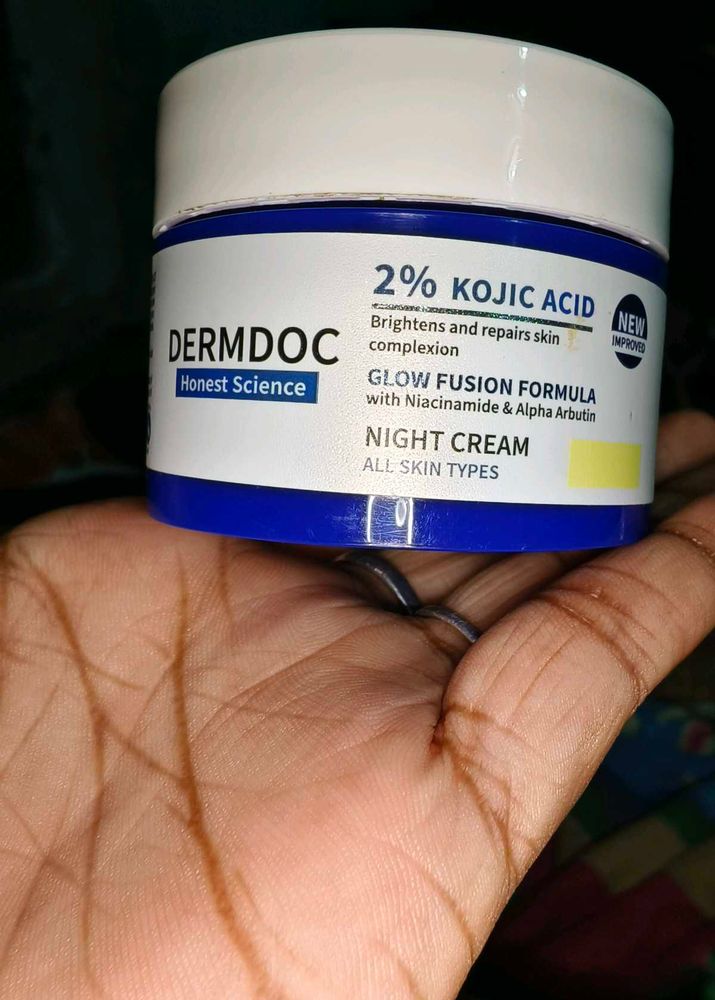 DERMDOC
Honest Science
2% KOJIC ACID
Brightens and repairs skin
complexion
GLOW FUSION FORMULA
with Niacinamide & Alpha Arbutin
NIGHT CREAM
ALL SKIN TYPES
NEW
IMPROVED